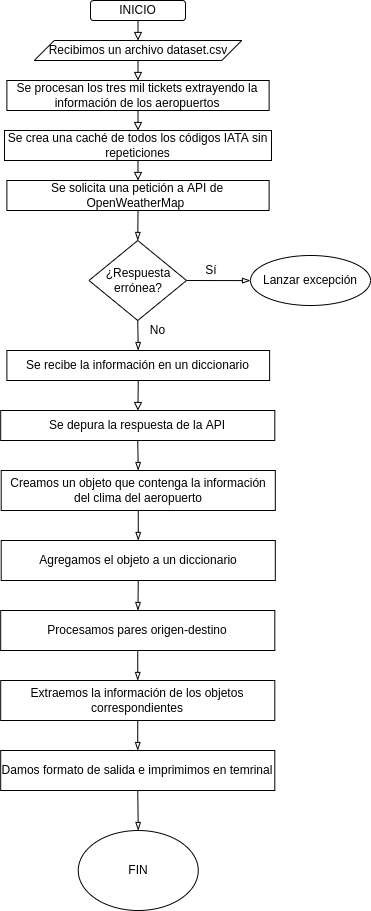 INICIO
Recibimos un archivo dataset.csv
Se procesan los tres mil tickets extrayendo la
información de los aeropuertos
Se crea una caché de todos los códigos IATA sin
repeticiones
Se solicita una petición a API de
OpenWeatherMap
¿Respuesta
errónea?
Sí
Lanzar excepción
No
Se recibe la información en un diccionario
Se depura la respuesta de la API
Creamos un objeto que contenga la información
del clima del aeropuerto
Agregamos el objeto a un diccionario
Procesamos pares origen-destino
Extraemos la información de los objetos
correspondientes
Damos formato de salida e imprimimos en temrinal
FIN